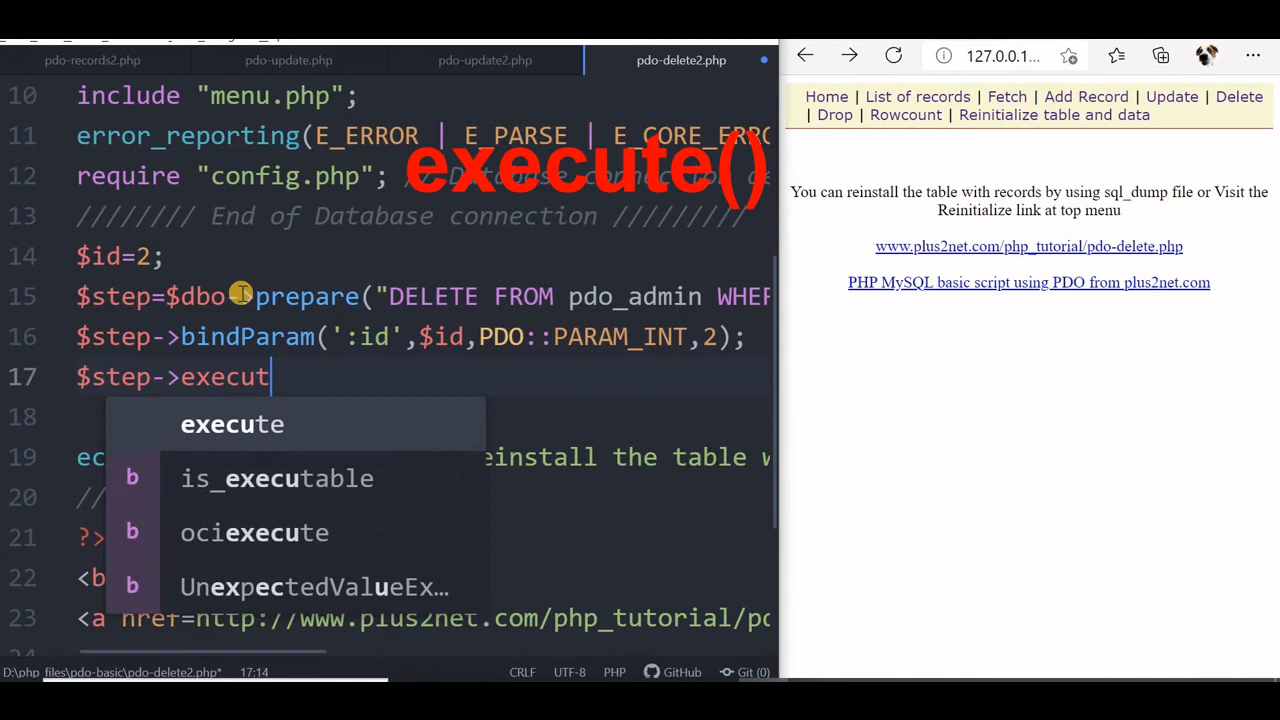 pdo-records2.php pdo-update.php pdo-update2.php pdo-delete2.php
10 include "menu.php";
11 error_reporting(E_ERROR | E_PARSE | E_CORE_ERRO
execute()
12 require "config.php"; // Database connection de
13 //////// End of Database connection /////////
14 $id=2;
15 $step=$dbo->prepare("DELETE FROM pdo_admin WHER
16 $step->bindParam(':id',$id,PDO::PARAM_INT,2);
17 $step->execut
18 execute
19 ec einstall the table w
b is_executable
20 //
b ociexecute
21 ?>
22 <b
b UnexpectedValueEx…
23 <a href=http://www.plus2net.com/php_tutorial/pd
D:\php_files\pdo-basic\pdo-delete2.php* 17:14 CRLF UTF-8 PHP GitHub Git (0)
127.0.0.1...
Home | List of records | Fetch | Add Record | Update | Delete
| Drop | Rowcount | Reinitialize table and data
You can reinstall the table with records by using sql_dump file or Visit the
Reinitialize link at top menu
www.plus2net.com/php_tutorial/pdo-delete.php
PHP MySQL basic script using PDO from plus2net.com